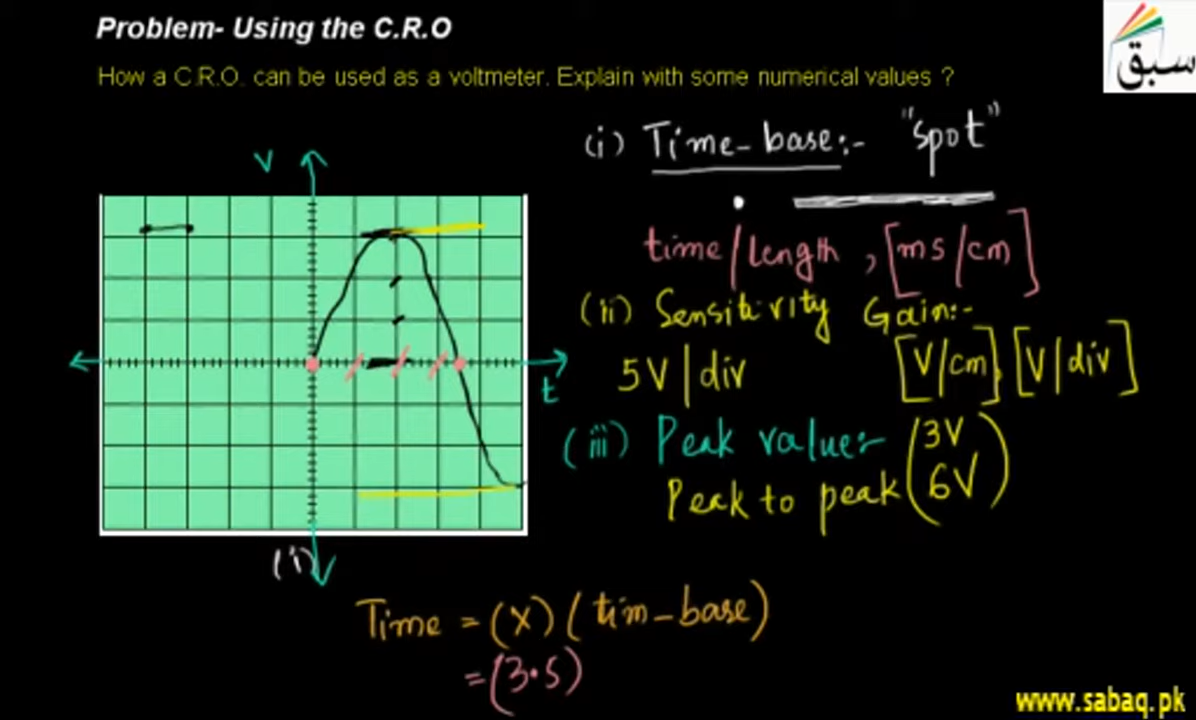 Problem- Using the C.R.O
How a C.R.O. can be used as a voltmeter. Explain with some numerical values ?
سبق
(i) Time-base:- "spot"
time/length, [ms/cm]
(ii) Sensitivity Gain:-
5V|div [V/cm], [V/div]
(iii) Peak value:- (3V
Peak to peak 6V)
V
t
(i)
Time = (X) (tim-base)
= (3.5)
www.sabaq.pk